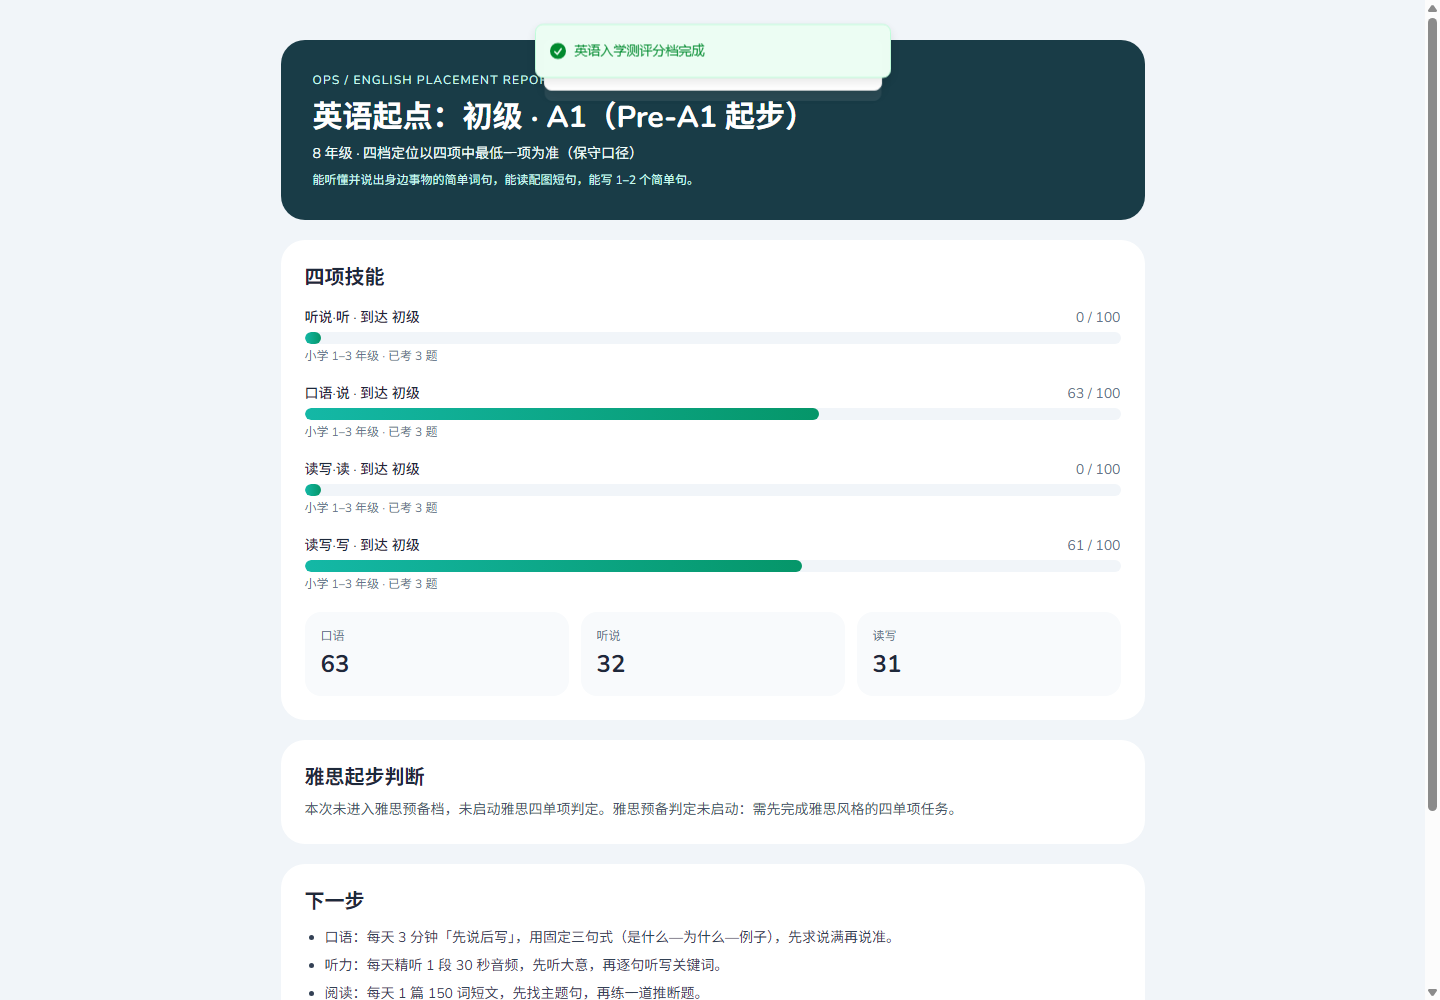 英语入学测评分档完成
OPS / ENGLISH PLACEMENT REPOR
英语起点：初级 · A1（Pre-A1 起步）
8 年级 · 四档定位以四项中最低一项为准（保守口径）
能听懂并说出身边事物的简单词句，能读配图短句，能写 1–2 个简单句。
四项技能
听说·听 · 到达 初级 0 / 100
小学 1–3 年级 · 已考 3 题
口语·说 · 到达 初级 63 / 100
小学 1–3 年级 · 已考 3 题
读写·读 · 到达 初级 0 / 100
小学 1–3 年级 · 已考 3 题
读写·写 · 到达 初级 61 / 100
小学 1–3 年级 · 已考 3 题
口语 听说 读写
63 32 31
雅思起步判断
本次未进入雅思预备档，未启动雅思四单项判定。雅思预备判定未启动：需先完成雅思风格的四单项任务。
下一步
• 口语：每天 3 分钟「先说后写」，用固定三句式（是什么—为什么—例子），先求说满再说准。
• 听力：每天精听 1 段 30 秒音频，先听大意，再逐句听写关键词。
• 阅读：每天 1 篇 150 词短文，先找主题句，再练一道推断题。